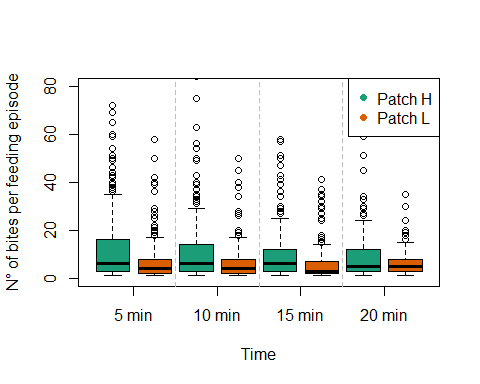 N° of bites per feeding episode
80
60
40
20
0
Patch H
Patch L
5 min
10 min
15 min
20 min
Time